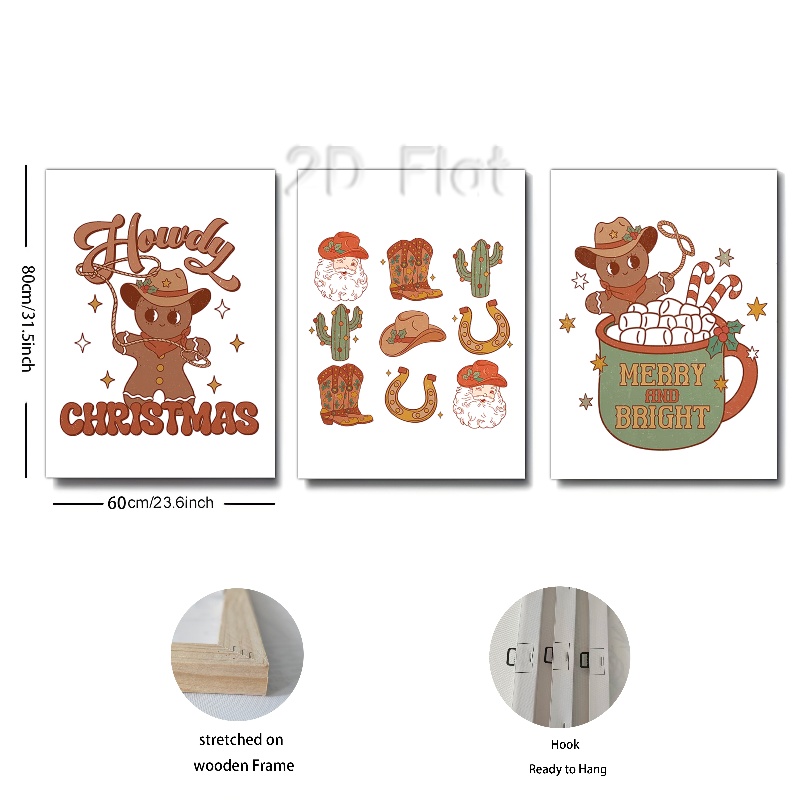 2D Flat
Howdy
CHRISTMAS
MERRY
AND
BRIGHT
80cm/31.5inch
60cm/23.6inch
stretched on
wooden Frame
Hook
Ready to Hang